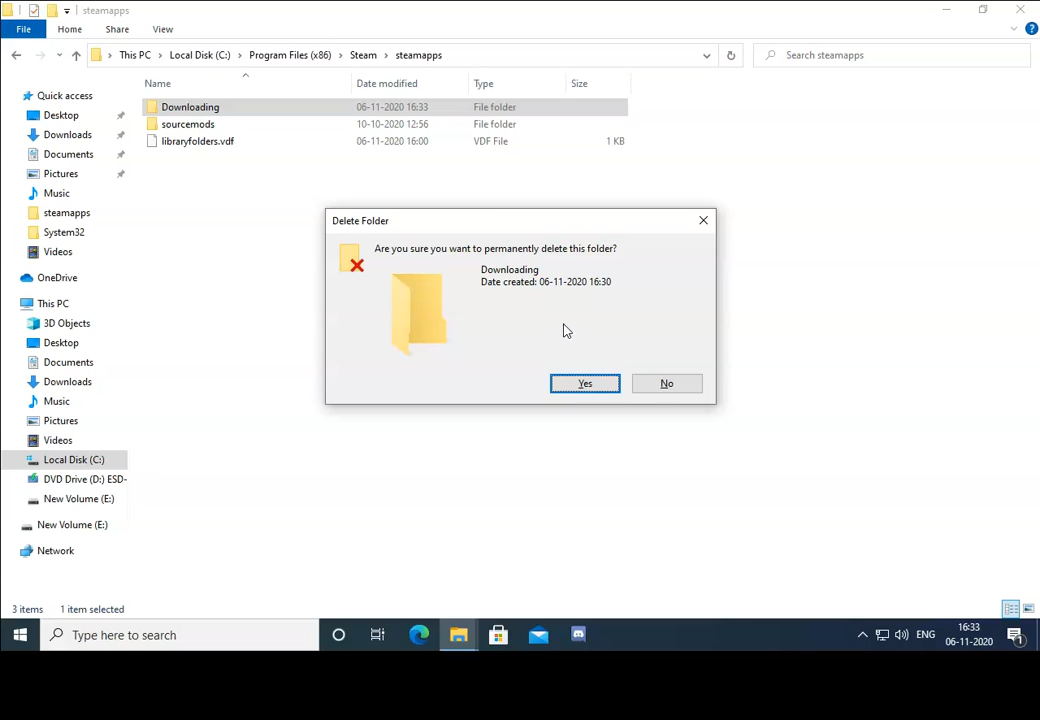 steamapps
File Home Share View
This PC Local Disk (C:) Program Files (x86) Steam steamapps
Search steamapps
Name Date modified Type Size
Downloading 06-11-2020 16:33 File folder
sourcemods 10-10-2020 12:56 File folder
libraryfolders.vdf 06-11-2020 16:00 VDF File 1 KB
Quick access
Desktop
Downloads
Documents
Pictures
Music
steamapps
System32
Videos
OneDrive
This PC
3D Objects
Desktop
Documents
Downloads
Music
Pictures
Videos
Local Disk (C:)
DVD Drive (D:) ESD-
New Volume (E:)
New Volume (E:)
Network
Delete Folder
Are you sure you want to permanently delete this folder?
Downloading
Date created: 06-11-2020 16:30
Yes No
3 items 1 item selected
Type here to search
ENG
16:33
06-11-2020
1